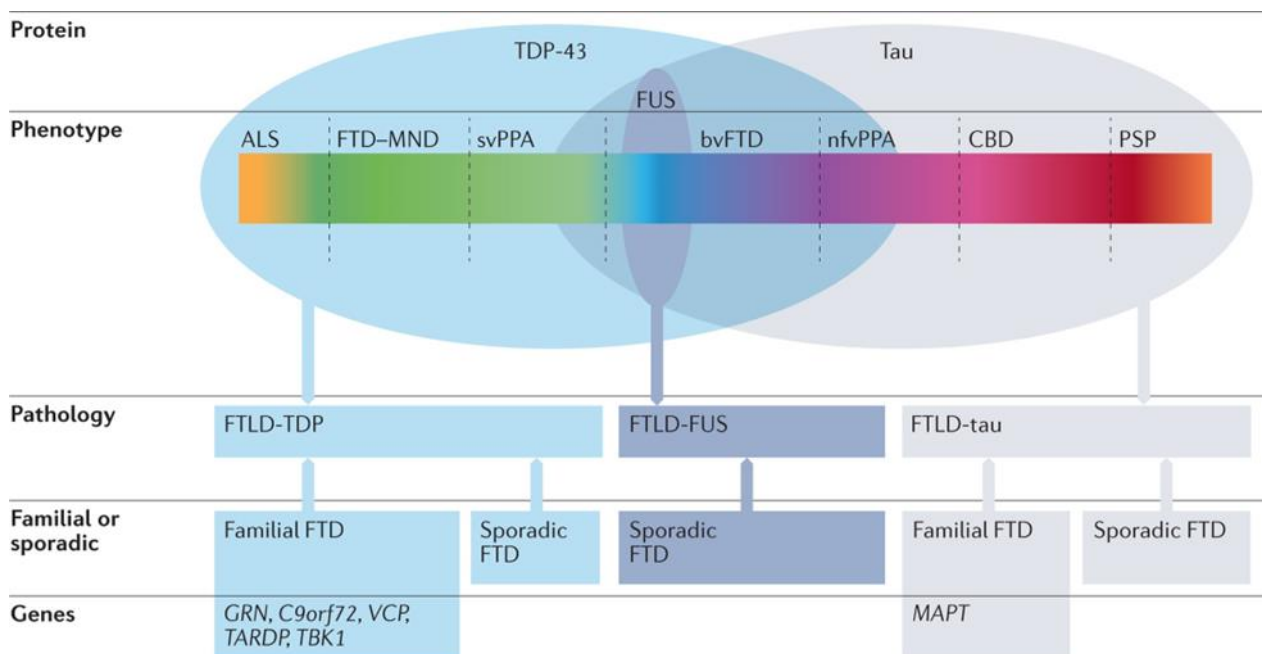 Protein
TDP-43
Tau
FUS
Phenotype
ALS
FTD–MND
svPPA
bvFTD
nfvPPA
CBD
PSP
Pathology
FTLD-TDP
FTLD-FUS
FTLD-tau
Familial or
sporadic
Familial FTD
Sporadic
FTD
Sporadic
FTD
Familial FTD
Sporadic FTD
Genes
GRN, C9orf72, VCP,
TARDP, TBK1
MAPT